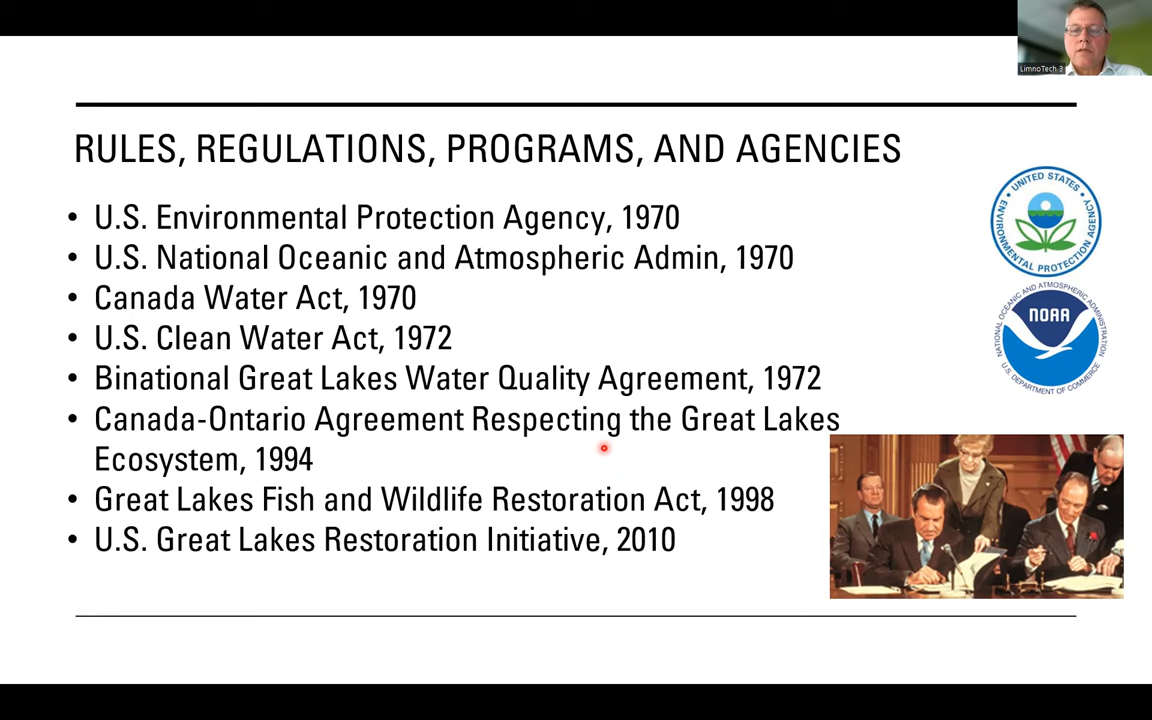 LimnoTech 3
RULES, REGULATIONS, PROGRAMS, AND AGENCIES
• U.S. Environmental Protection Agency, 1970
• U.S. National Oceanic and Atmospheric Admin, 1970
• Canada Water Act, 1970
• U.S. Clean Water Act, 1972
• Binational Great Lakes Water Quality Agreement, 1972
• Canada-Ontario Agreement Respecting the Great Lakes
Ecosystem, 1994
• Great Lakes Fish and Wildlife Restoration Act, 1998
• U.S. Great Lakes Restoration Initiative, 2010
UNITED STATES
ENVIRONMENTAL PROTECTION AGENCY
NATIONAL OCEANIC AND ATMOSPHERIC ADMINISTRATION
NOAA
U.S. DEPARTMENT OF COMMERCE